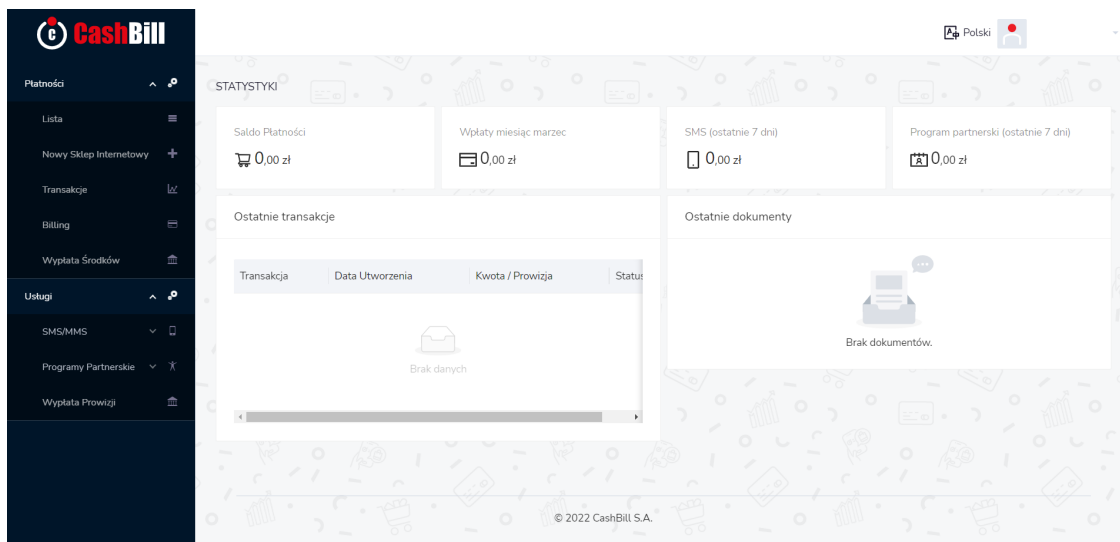 CashBill
Polski
Płatności
Lista
Nowy Sklep Internetowy
Transakcje
Billing
Wypłata Środków
Usługi
SMS/MMS
Programy Partnerskie
Wypłata Prowizji
STATYSTYKI
Saldo Płatności
0,00 zł
Wpłaty miesiąc marzec
0,00 zł
SMS (ostatnie 7 dni)
0,00 zł
Program partnerski (ostatnie 7 dni)
0,00 zł
Ostatnie transakcje
Transakcja Data Utworzenia Kwota / Prowizja Status
Brak danych
Ostatnie dokumenty
Brak dokumentów.
© 2022 CashBill S.A.